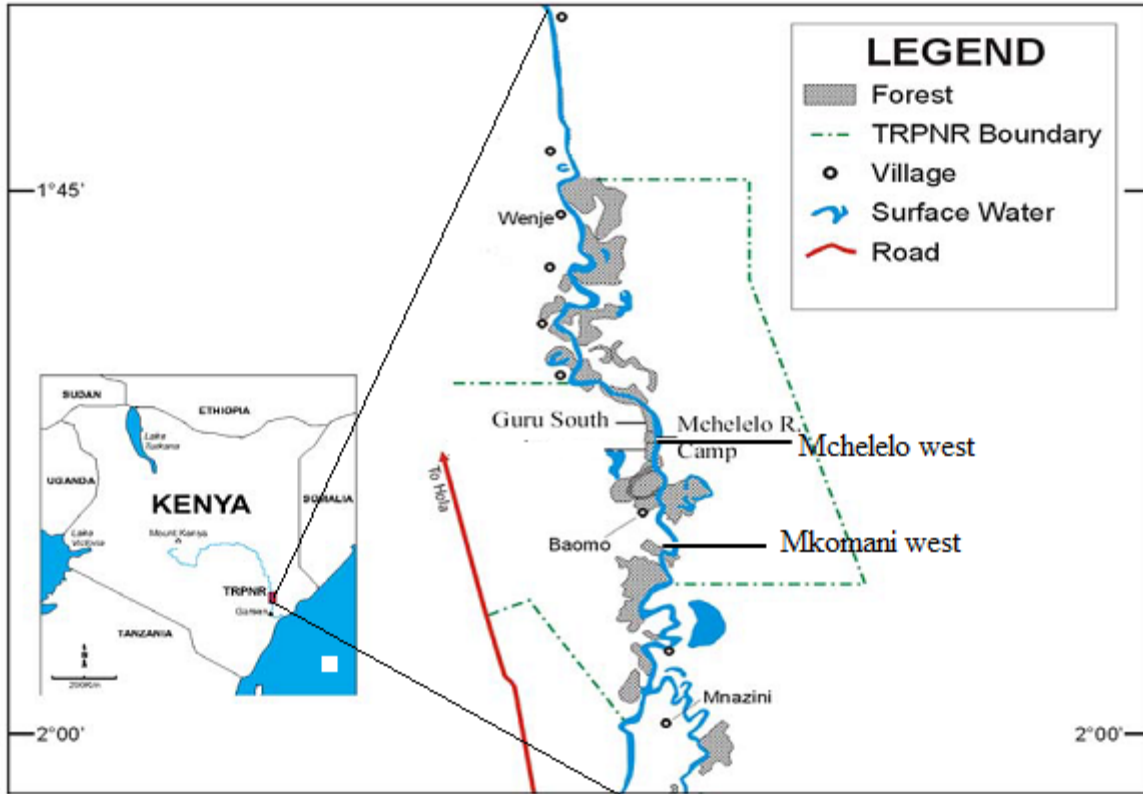 LEGEND
Forest
TRPNR Boundary
Village
Surface Water
Road
1°45'
Wenje
Guru South
Mchelelo R.
Camp
Mchelelo west
To Hola
Baomo
Mkomani west
Mnazini
2°00'
2°00'
SUDAN
ETHIOPIA
Lake
Turkana
UGANDA
KENYA
SOMALIA
Lake
Victoria
Mount Kenya
TRPNR
Garsen
TANZANIA
200Km